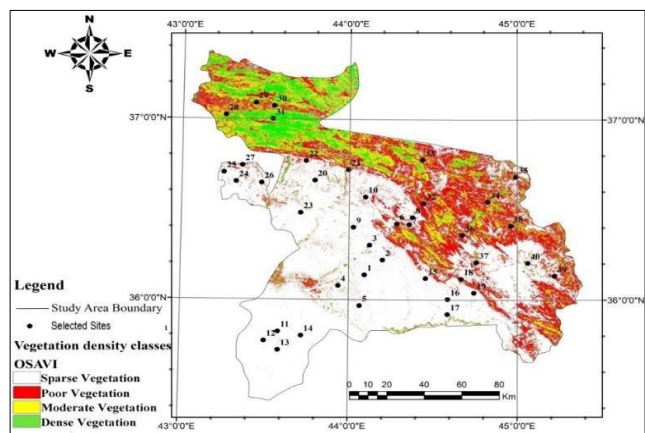 43°0'0"E 44°0'0"E 45°0'0"E
N
W E
S
37°0'0"N 37°0'0"N
36°0'0"N 36°0'0"N
30
28 31
25 27 22 21
24 26 20 35
23 10
9 6
3
2 37 40
1 15 18
4 16
5 17
11
12 14
13
Legend
Study Area Boundary
Selected Sites
Vegetation density classes
OSAVI
Sparse Vegetation
Poor Vegetation
Moderate Vegetation
Dense Vegetation
0 5 10 20 40 60 80
Km
43°0'0"E 44°0'0"E 45°0'0"E